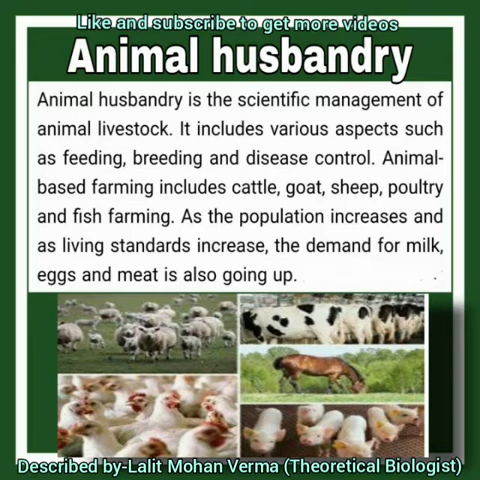 Like and subscribe to get more videos
Animal husbandry
Animal husbandry is the scientific management of
animal livestock. It includes various aspects such
as feeding, breeding and disease control. Animal-
based farming includes cattle, goat, sheep, poultry
and fish farming. As the population increases and
as living standards increase, the demand for milk,
eggs and meat is also going up.
Described by-Lalit Mohan Verma (Theoretical Biologist)